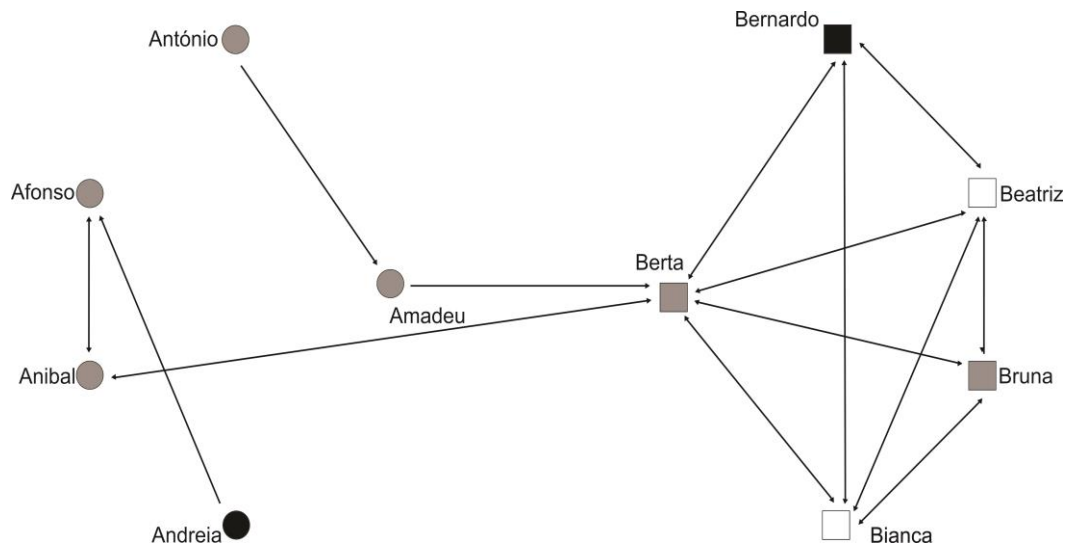 Bernardo
António
Afonso
Beatriz
Berta
Amadeu
Anibal
Bruna
Andreia
Bianca